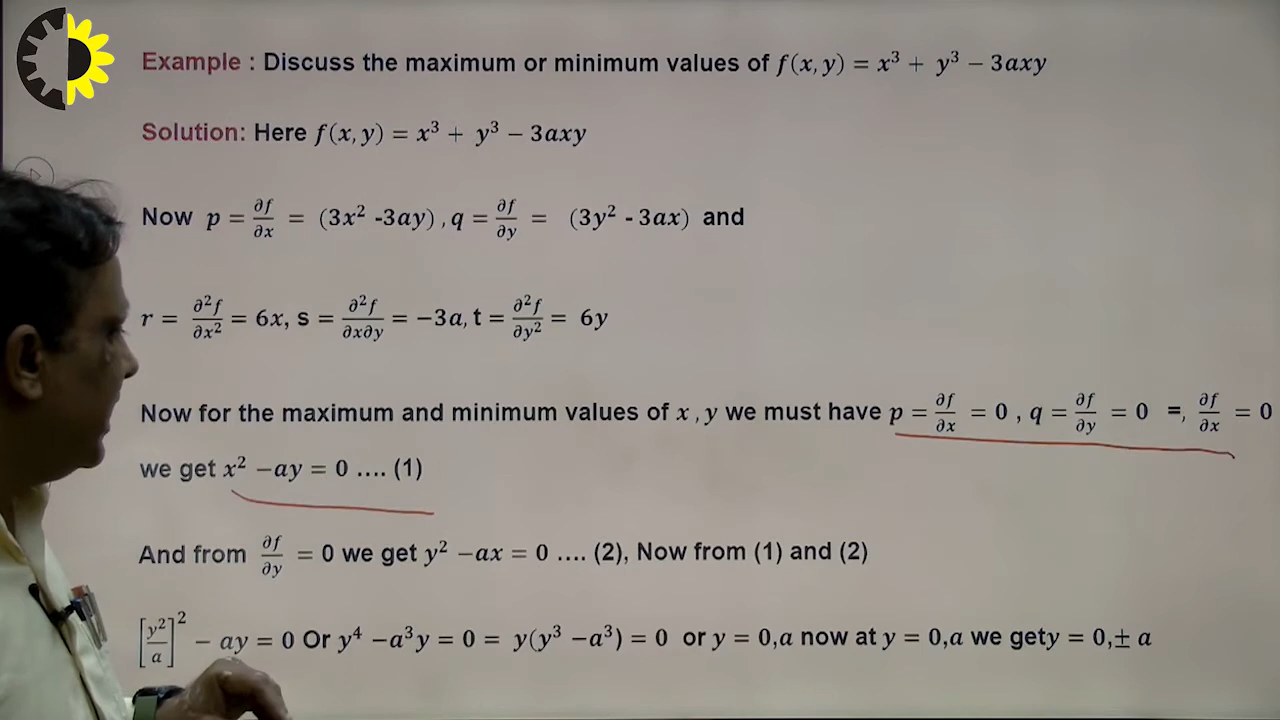 Example : Discuss the maximum or minimum values of f(x, y) = x³ + y³ − 3axy
Solution: Here f(x, y) = x³ + y³ − 3axy
Now p = ∂f/∂x = (3x² -3ay) , q = ∂f/∂y = (3y² - 3ax) and
r = ∂²f/∂x² = 6x, s = ∂²f/∂x∂y = −3a, t = ∂²f/∂y² = 6y
Now for the maximum and minimum values of x , y we must have p = ∂f/∂x = 0 , q = ∂f/∂y = 0 =, ∂f/∂x = 0
we get x² −ay = 0 .... (1)
And from ∂f/∂y = 0 we get y² −ax = 0 .... (2), Now from (1) and (2)
[y²/a]² − ay = 0 Or y⁴ −a³y = 0 = y(y³ −a³) = 0 or y = 0,a now at y = 0,a we gety = 0,± a